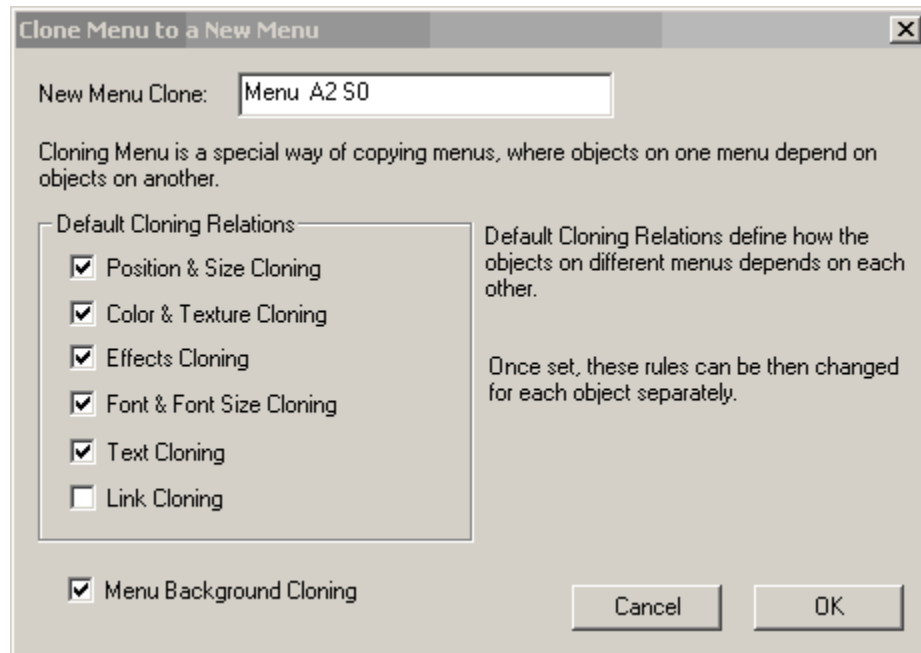 Clone Menu to a New Menu
New Menu Clone: Menu A2 S0
Cloning Menu is a special way of copying menus, where objects on one menu depend on
objects on another.
Default Cloning Relations
Position & Size Cloning
Color & Texture Cloning
Effects Cloning
Font & Font Size Cloning
Text Cloning
Link Cloning
Default Cloning Relations define how the
objects on different menus depends on each
other.
Once set, these rules can be then changed
for each object separately.
Menu Background Cloning
Cancel
OK